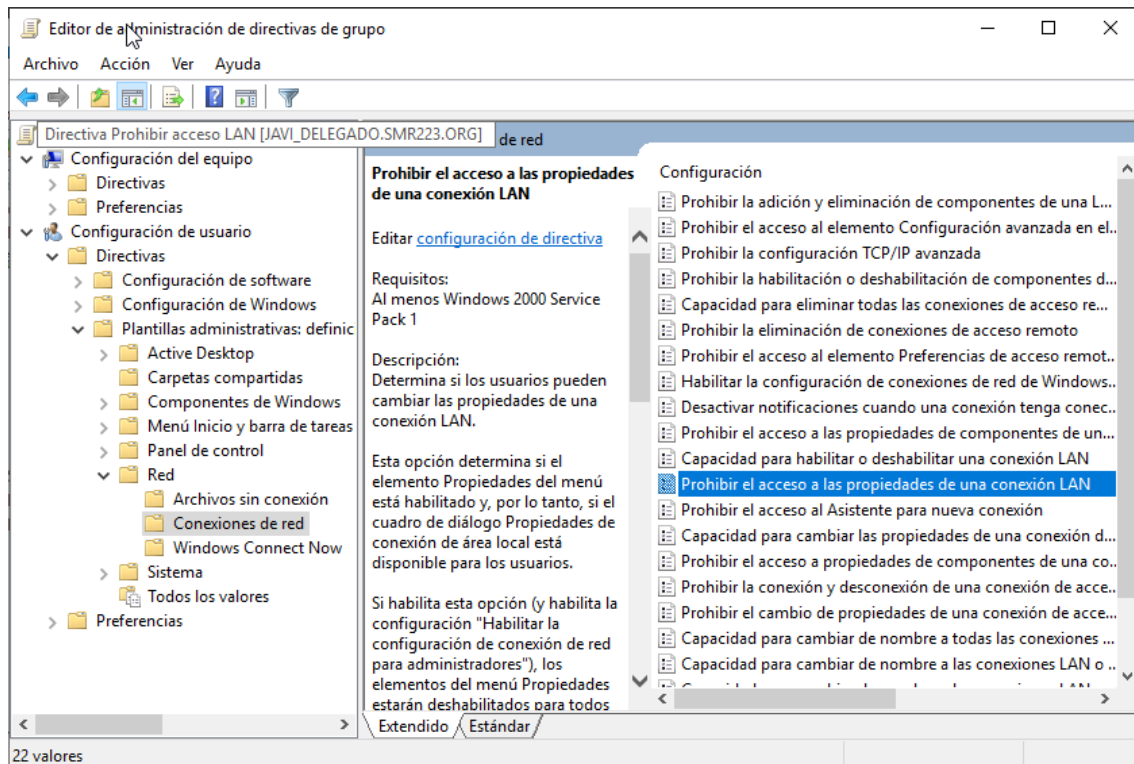 Editor de administración de directivas de grupo
Archivo Acción Ver Ayuda
Directiva Prohibir acceso LAN [JAVI_DELEGADO.SMR223.ORG]
Configuración del equipo
Directivas
Preferencias
Configuración de usuario
Directivas
Configuración de software
Configuración de Windows
Plantillas administrativas: definic
Active Desktop
Carpetas compartidas
Componentes de Windows
Menú Inicio y barra de tareas
Panel de control
Red
Archivos sin conexión
Conexiones de red
Windows Connect Now
Sistema
Todos los valores
Preferencias
de red
Prohibir el acceso a las propiedades
de una conexión LAN
Editar configuración de directiva
Requisitos:
Al menos Windows 2000 Service
Pack 1
Descripción:
Determina si los usuarios pueden
cambiar las propiedades de una
conexión LAN.
Esta opción determina si el
elemento Propiedades del menú
está habilitado y, por lo tanto, si el
cuadro de diálogo Propiedades de
conexión de área local está
disponible para los usuarios.
Si habilita esta opción (y habilita la
configuración "Habilitar la
configuración de conexión de red
para administradores"), los
elementos del menú Propiedades
estarán deshabilitados para todos
Configuración
Prohibir la adición y eliminación de componentes de una L...
Prohibir el acceso al elemento Configuración avanzada en el..
Prohibir la configuración TCP/IP avanzada
Prohibir la habilitación o deshabilitación de componentes d...
Capacidad para eliminar todas las conexiones de acceso re...
Prohibir la eliminación de conexiones de acceso remoto
Prohibir el acceso al elemento Preferencias de acceso remot..
Habilitar la configuración de conexiones de red de Windows..
Desactivar notificaciones cuando una conexión tenga conec..
Prohibir el acceso a las propiedades de componentes de un...
Capacidad para habilitar o deshabilitar una conexión LAN
Prohibir el acceso a las propiedades de una conexión LAN
Prohibir el acceso al Asistente para nueva conexión
Capacidad para cambiar las propiedades de una conexión d...
Prohibir el acceso a propiedades de componentes de una co..
Prohibir la conexión y desconexión de una conexión de acce..
Prohibir el cambio de propiedades de una conexión de acce...
Capacidad para cambiar de nombre a todas las conexiones ...
Capacidad para cambiar de nombre a las conexiones LAN o ..
Extendido Estándar
22 valores